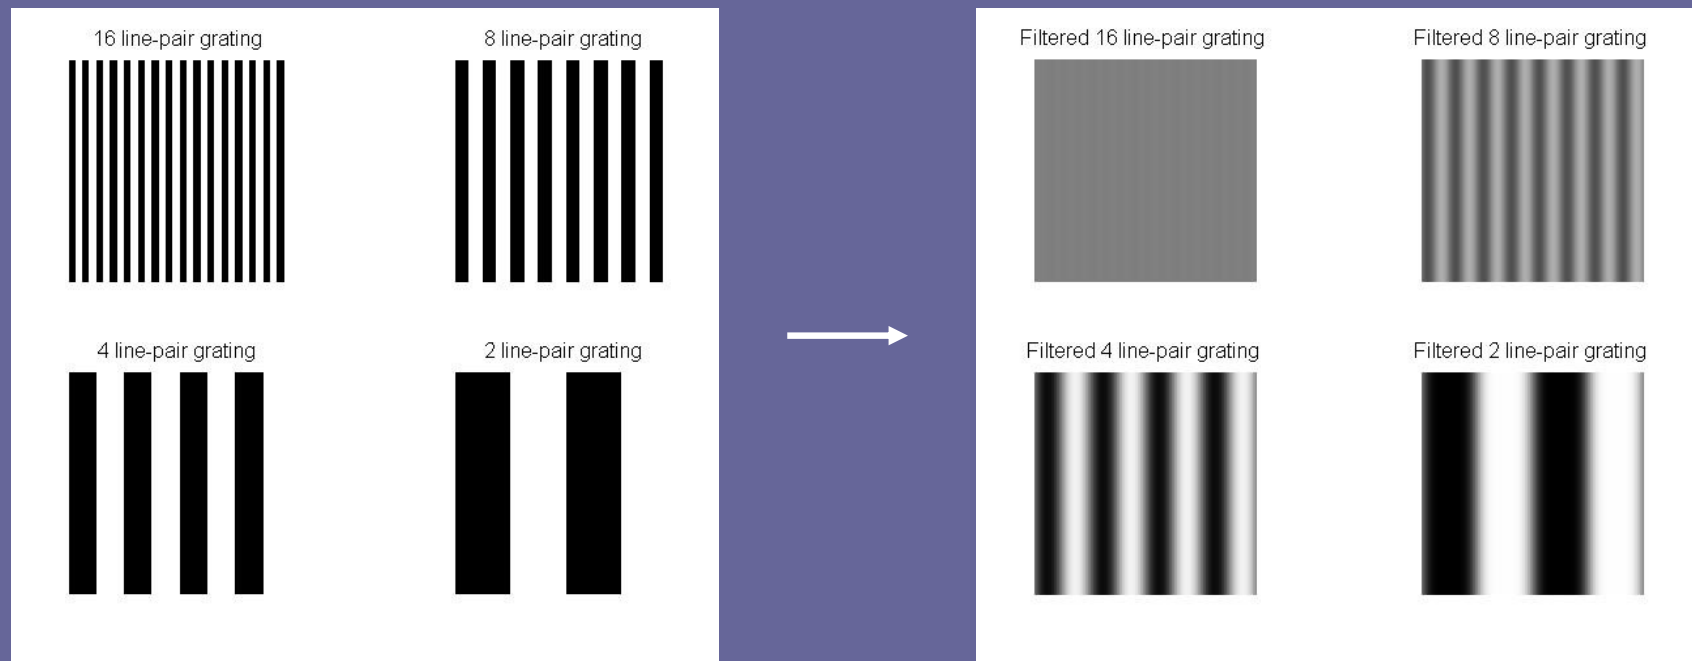 16 line-pair grating
8 line-pair grating
4 line-pair grating
2 line-pair grating
Filtered 16 line-pair grating
Filtered 8 line-pair grating
Filtered 4 line-pair grating
Filtered 2 line-pair grating